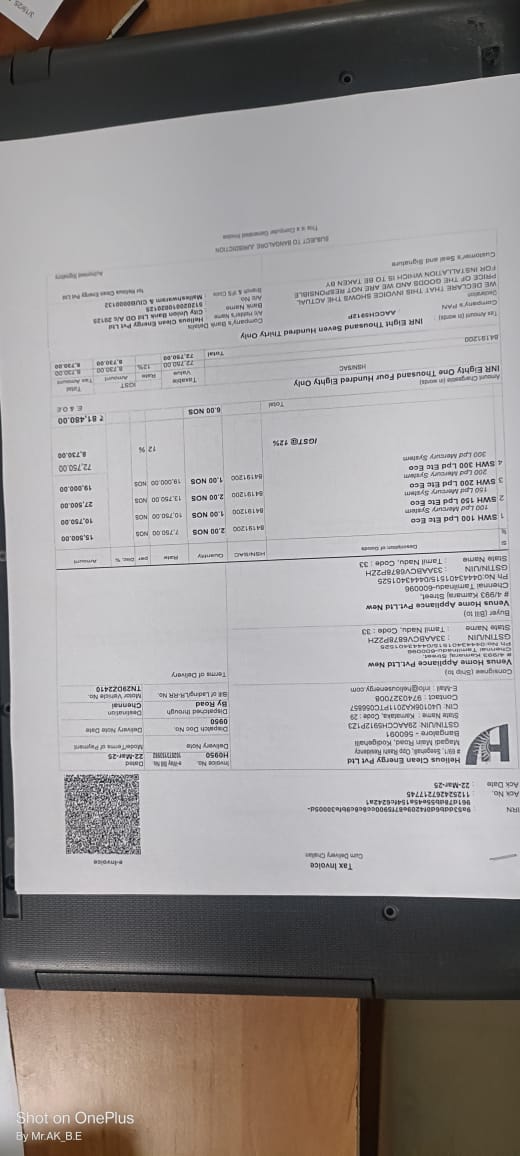 Tax Invoice
Cum Delivery Challan
e-Invoice
IRN
Ack No. : 112524267217745
Ack Date : 22-Mar-25
Helious Clean Energy Pvt Ltd
Magadi Main Road, Kodigehalli
Bangalore - 560091
GSTIN/UIN: 29AACCH5912P1Z3
State Name : Karnataka, Code : 29
Contact : 9740327008
E-Mail : info@heliousenergy.com
Invoice No.
H0950
e-Way Bill No.
Dated
22-Mar-25
Delivery Note
Mode/Terms of Payment
Dispatch Doc No.
0950
Delivery Note Date
Dispatched through
By Road
Destination
Chennai
Bill of Lading/LR-RR No.
Motor Vehicle No.
TN27BD22410
Terms of Delivery
Consignee (Ship to)
Venus Home Appliance Pvt.LTD New
# 4/993 Kamaraj Street,
Chennai Tamilnadu-600096
Ph No:04443401515/04443401525
GSTIN/UIN : 33AABCV6878P2ZH
State Name : Tamil Nadu, Code : 33
Buyer (Bill to)
Venus Home Appliance Pvt.Ltd New
# 4/993 Kamaraj Street,
Chennai Tamilnadu-600096
Ph No:04443401515/04443401525
GSTIN/UIN : 33AABCV6878P2ZH
State Name : Tamil Nadu, Code : 33
Sl Description of Goods HSN/SAC Quantity Rate per Disc. % Amount
1 SWH 100 Lpd Etc Eco 84191200 2.00 NOS 7,750.00 NOS 15,500.00
100 Lpd Mercury System
2 SWH 150 Lpd Etc Eco 84191200 1.00 NOS 10,750.00 NOS 10,750.00
150 Lpd Mercury System
3 SWH 200 Lpd Etc Eco 84191200 2.00 NOS 13,750.00 NOS 27,500.00
200 Lpd Mercury System
4 SWH 300 Lpd Etc Eco 84191200 1.00 NOS 19,000.00 NOS 19,000.00
300 Lpd Mercury System
72,750.00
IGST@ 12% 12 % 8,730.00
Total 6.00 NOS ₹ 81,480.00
Amount Chargeable (in words) E. & O.E
INR Eighty One Thousand Four Hundred Eighty Only
HSN/SAC Taxable Value IGST Total
Rate Amount Tax Amount
84191200 72,750.00 12% 8,730.00 8,730.00
Total 72,750.00 8,730.00 8,730.00
Tax Amount (in words) : INR Eight Thousand Seven Hundred Thirty Only
Company's PAN : AACCH5912P
Declaration
WE DECLARE THAT THIS INVOICE SHOWS THE ACTUAL
PRICE OF THE GOODS AND WE ARE NOT RESPONSIBLE
FOR INSTALLATION WHICH IS TO BE TAKEN BY
Company's Bank Details
A/c Holder's Name : Helious Clean Energy Pvt Ltd
Bank Name : City Union Bank Ltd OD A/c 29125
A/c No. : 512020010029125
Branch & IFS Code : Malleshwaram & CIUB0000132
Customer's Seal and Signature
for Helious Clean Energy Pvt Ltd
Authorised Signatory
SUBJECT TO BANGALORE JURISDICTION
This is a Computer Generated Invoice
Shot on OnePlus
By Mr.AK_B.E